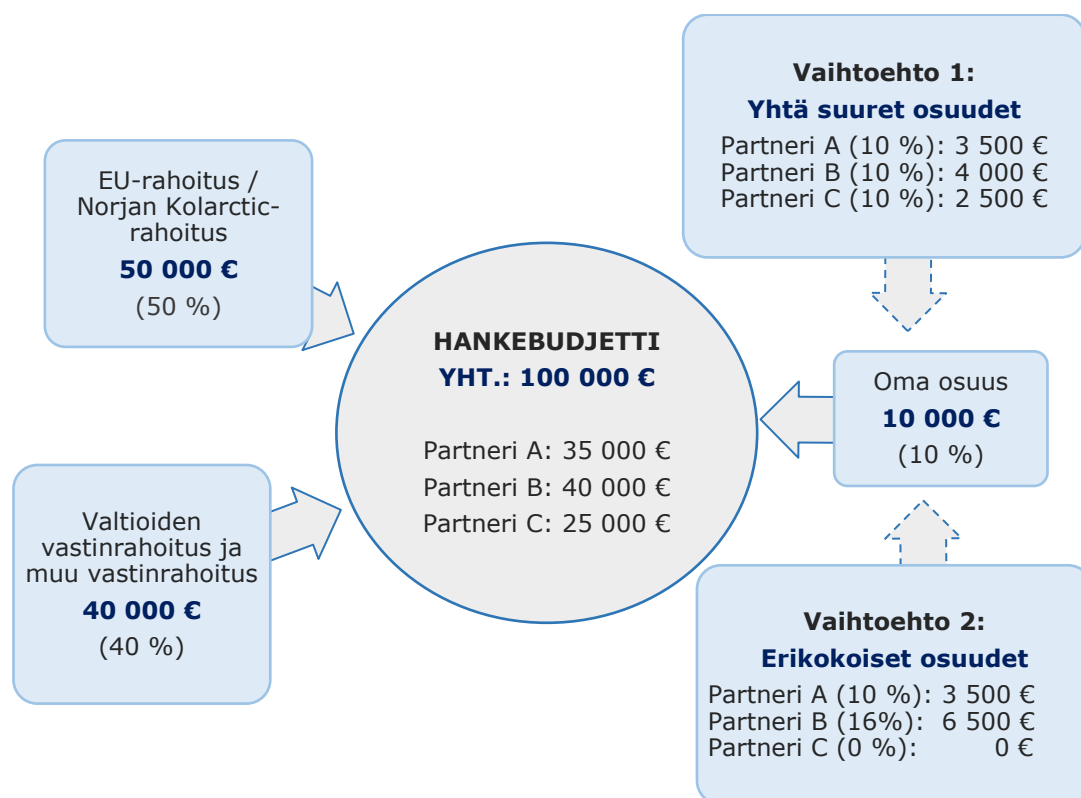 Vaihtoehto 1:
Yhtä suuret osuudet
Partneri A (10 %): 3 500 €
Partneri B (10 %): 4 000 €
Partneri C (10 %): 2 500 €
EU-rahoitus /
Norjan Kolarctic-
rahoitus
50 000 €
(50 %)
HANKEBUDJETTI
YHT.: 100 000 €
Partneri A: 35 000 €
Partneri B: 40 000 €
Partneri C: 25 000 €
Oma osuus
10 000 €
(10 %)
Valtioiden
vastinrahoitus ja
muu vastinrahoitus
40 000 €
(40 %)
Vaihtoehto 2:
Erikokoiset osuudet
Partneri A (10 %): 3 500 €
Partneri B (16%): 6 500 €
Partneri C (0 %): 0 €